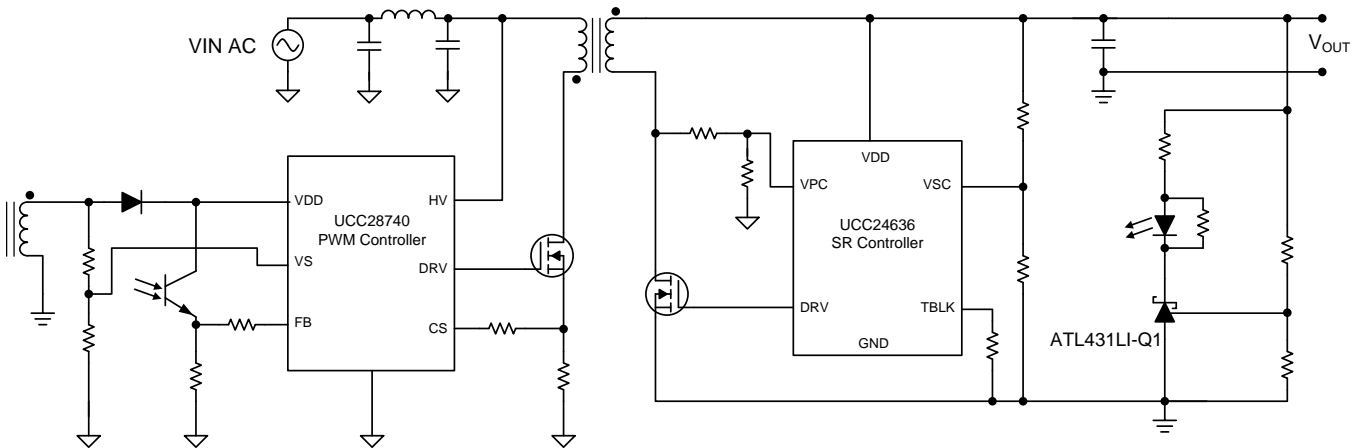 VIN AC
VOUT
VDD
HV
UCC28740
PWM Controller
VS
DRV
FB
CS
VDD
VPC
VSC
UCC24636
SR Controller
DRV
TBLK
GND
ATL431LI-Q1